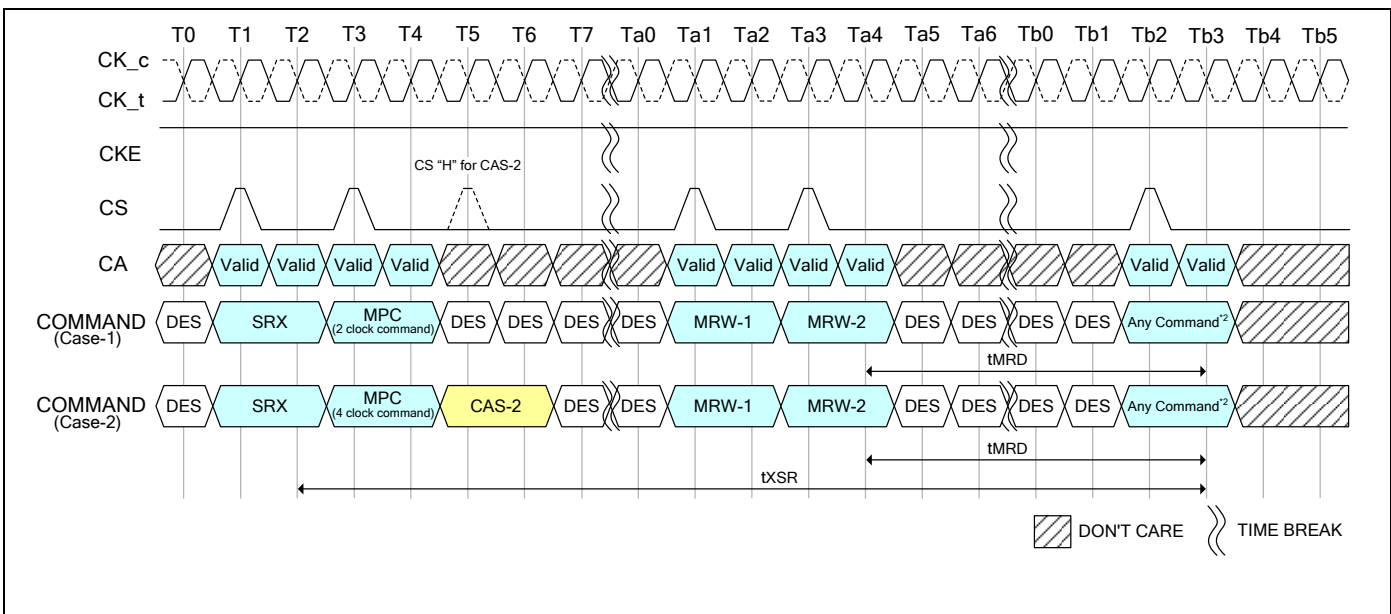 T0 T1 T2 T3 T4 T5 T6 T7 Ta0 Ta1 Ta2 Ta3 Ta4 Ta5 Ta6 Tb0 Tb1 Tb2 Tb3 Tb4 Tb5
CK_c
CK_t
CKE
CS "H" for CAS-2
CS
CA Valid Valid Valid Valid Valid Valid Valid Valid Valid Valid
COMMAND DES SRX MPC DES DES DES DES MRW-1 MRW-2 DES DES DES DES Any Command*2
(Case-1) (2 clock command)
tMRD
COMMAND DES SRX MPC CAS-2 DES DES MRW-1 MRW-2 DES DES DES DES Any Command*2
(Case-2) (4 clock command)
tMRD
tXSR
DON'T CARE TIME BREAK